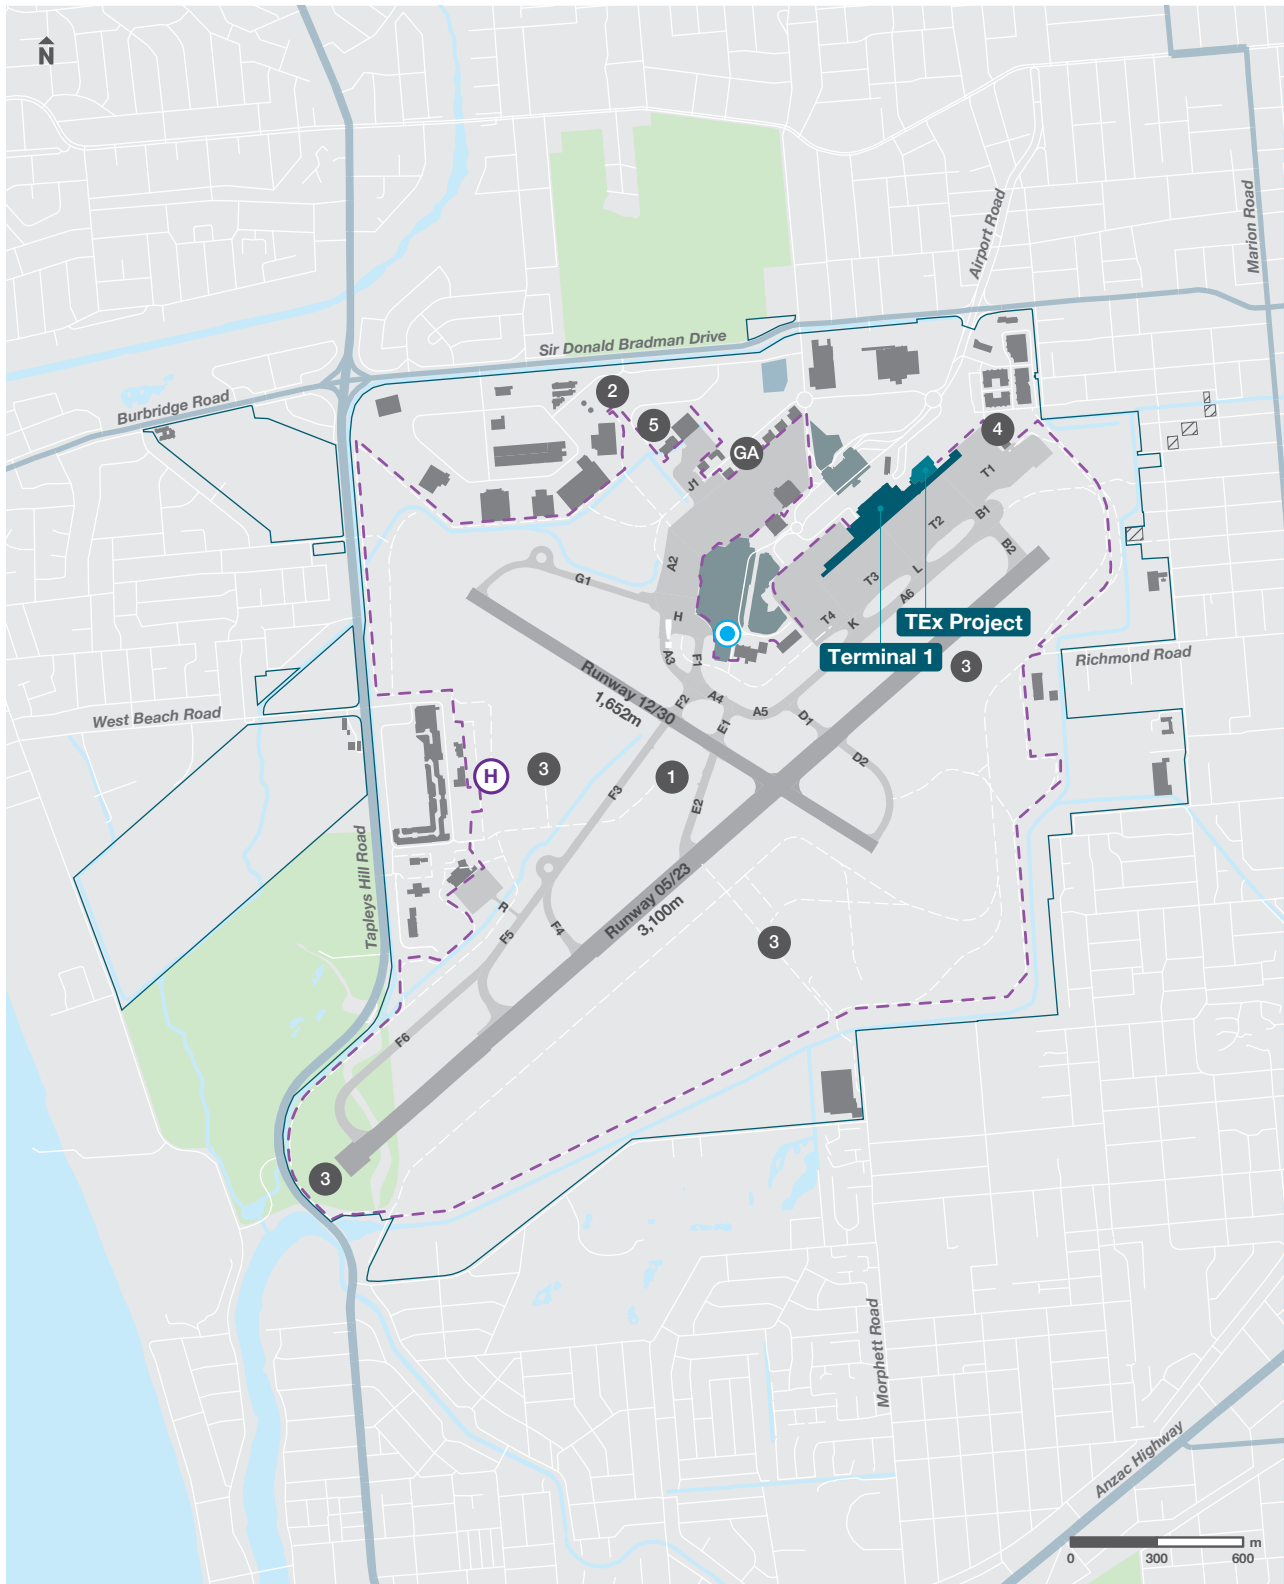 N
Airport Road
Marion Road
Sir Donald Bradman Drive
Burbridge Road
2
5
4
GA
J1
T1
B1
T2
B2
A2
L
T3
G1
A6
H
T4
K
TEx Project
A3
F1
Terminal 1
3
Richmond Road
Runway 12/30
1,652m
F2
A4
West Beach Road
A5
E1
D1
D2
H
3
1
F3
E2
Tapleys Hill Road
Runway 05/23
3,100m
R
F5
F4
3
F6
3
Morphett Road
Anzac Highway
m
0
300
600